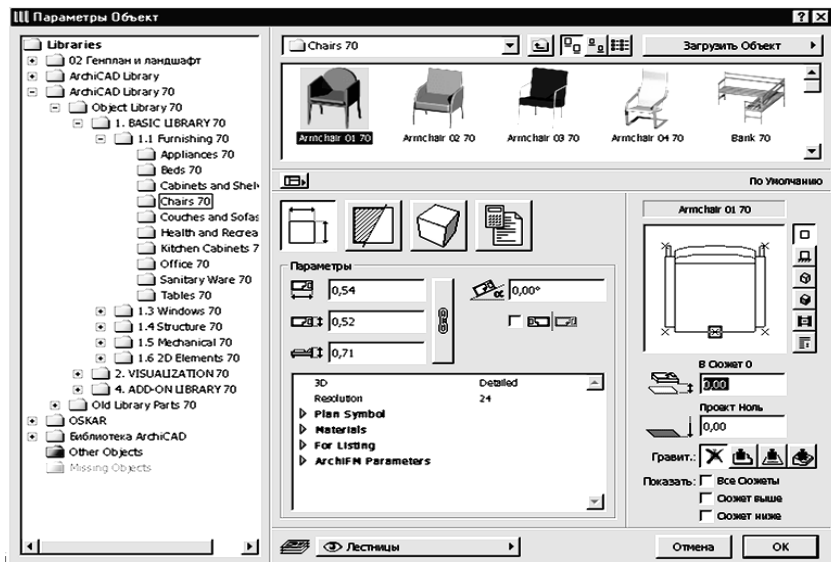 Параметры Объект
Libraries
02 Генплан и ландшафт
ArchiCAD Library
ArchiCAD Library 70
Object Library 70
1. BASIC LIBRARY 70
1.1 Furnishing 70
Appliances 70
Beds 70
Cabinets and Shelv
Chairs 70
Couches and Sofas
Health and Recrea
Kitchen Cabinets 7
Office 70
Sanitary Ware 70
Tables 70
1.3 Windows 70
1.4 Structure 70
1.5 Mechanical 70
1.6 2D Elements 70
2. VISUALIZATION 70
4. ADD-ON LIBRARY 70
Old Library Parts 70
OSKAR
Библиотека ArchiCAD
Other Objects
Missing Objects
Chairs 70
Загрузить Объект
Armchair 01 70
Armchair 02 70
Armchair 03 70
Armchair 04 70
Bank 70
По Умолчанию
Параметры
0,54
0,00°
0,52
0,71
3D Detailed
Resolution 24
Plan Symbol
Materials
For Listing
ArchiFM Parameters
Armchair 01 70
В Сюжет 0
0,00
Проект Ноль
0,00
Гравит.:
Показать: Все Сюжеты
Сюжет выше
Сюжет ниже
Лестницы
Отмена
OK